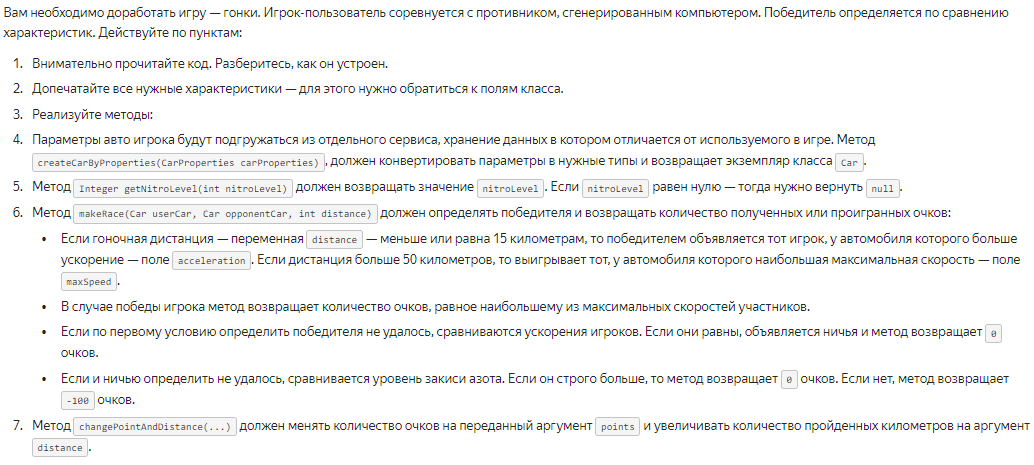 Вам необходимо доработать игру — гонки. Игрок-пользователь соревнуется с противником, сгенерированным компьютером. Победитель определяется по сравнению
характеристик. Действуйте по пунктам:
1. Внимательно прочитайте код. Разберитесь, как он устроен.
2. Допечатайте все нужные характеристики — для этого нужно обратиться к полям класса.
3. Реализуйте методы:
4. Параметры авто игрока будут подгружаться из отдельного сервиса, хранение данных в котором отличается от используемого в игре. Метод
createCarByProperties(CarProperties carProperties), должен конвертировать параметры в нужные типы и возвращает экземпляр класса Car.
5. Метод Integer getNitroLevel(int nitroLevel) должен возвращать значение nitroLevel. Если nitroLevel равен нулю — тогда нужно вернуть null.
6. Метод makeRace(Car userCar, Car opponentCar, int distance) должен определять победителя и возвращать количество полученных или проигранных очков:
• Если гоночная дистанция — переменная distance — меньше или равна 15 километрам, то победителем объявляется тот игрок, у автомобиля которого больше
ускорение — поле acceleration. Если дистанция больше 50 километров, то выигрывает тот, у автомобиля которого наибольшая максимальная скорость — поле
maxSpeed.
• В случае победы игрока метод возвращает количество очков, равное наибольшему из максимальных скоростей участников.
• Если по первому условию определить победителя не удалось, сравниваются ускорения игроков. Если они равны, объявляется ничья и метод возвращает 0
очков.
• Если и ничью определить не удалось, сравнивается уровень закиси азота. Если он строго больше, то метод возвращает 0 очков. Если нет, метод возвращает
-100 очков.
7. Метод changePointAndDistance(...) должен менять количество очков на переданный аргумент points и увеличивать количество пройденных километров на аргумент
distance.